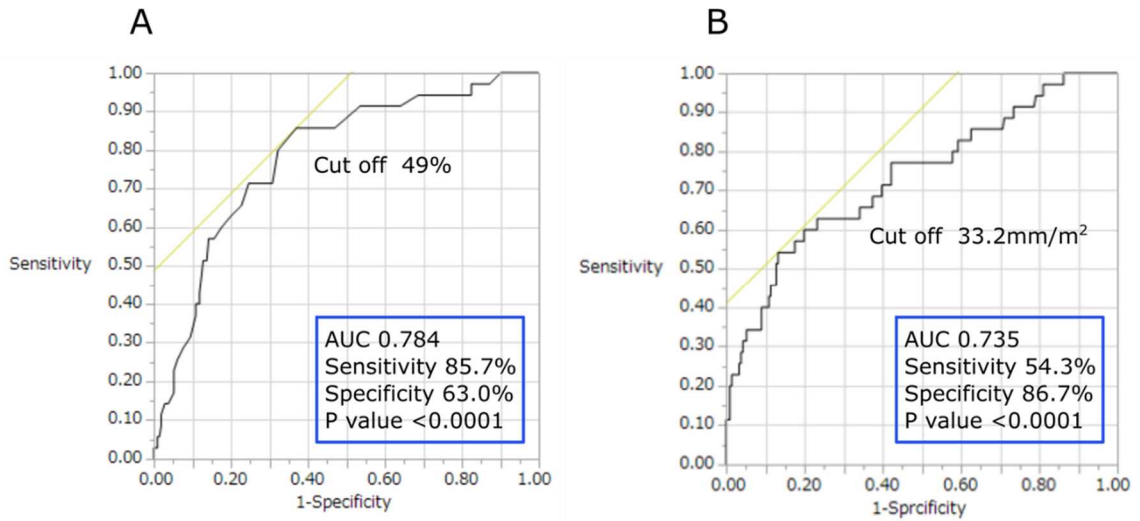 A
1.00
0.90
0.80
0.70
0.60
0.50
0.40
0.30
0.20
0.10
0.00
Sensitivity
Cut off 49%
AUC 0.784
Sensitivity 85.7%
Specificity 63.0%
P value <0.0001
0.00 0.20 0.40 0.60 0.80 1.00
1-Specificity
B
1.00
0.90
0.80
0.70
0.60
0.50
0.40
0.30
0.20
0.10
0.00
Sensitivity
Cut off 33.2mm/m²
AUC 0.735
Sensitivity 54.3%
Specificity 86.7%
P value <0.0001
0.00 0.20 0.40 0.60 0.80 1.00
1-Sprcificity